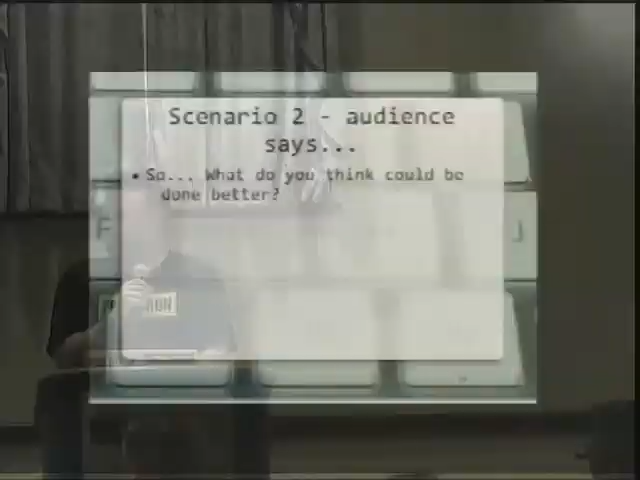 Scenario 2 - audience
says...
• So... What do you think could be
done better?
F
J